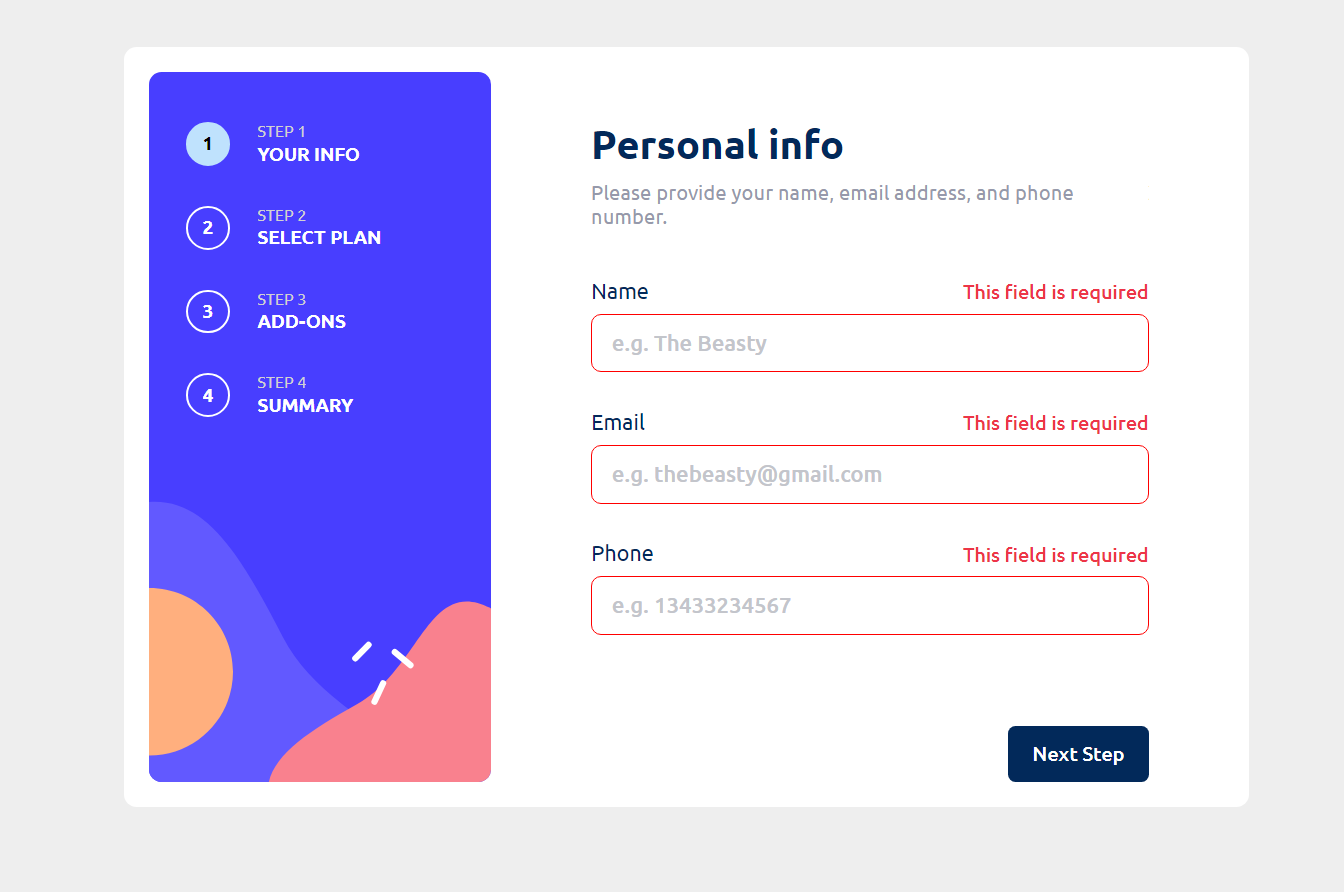 1
STEP 1
YOUR INFO
2
STEP 2
SELECT PLAN
3
STEP 3
ADD-ONS
4
STEP 4
SUMMARY
Personal info
Please provide your name, email address, and phone
number.
Name
This field is required
e.g. The Beasty
Email
This field is required
e.g. thebeasty@gmail.com
Phone
This field is required
e.g. 13433234567
Next Step